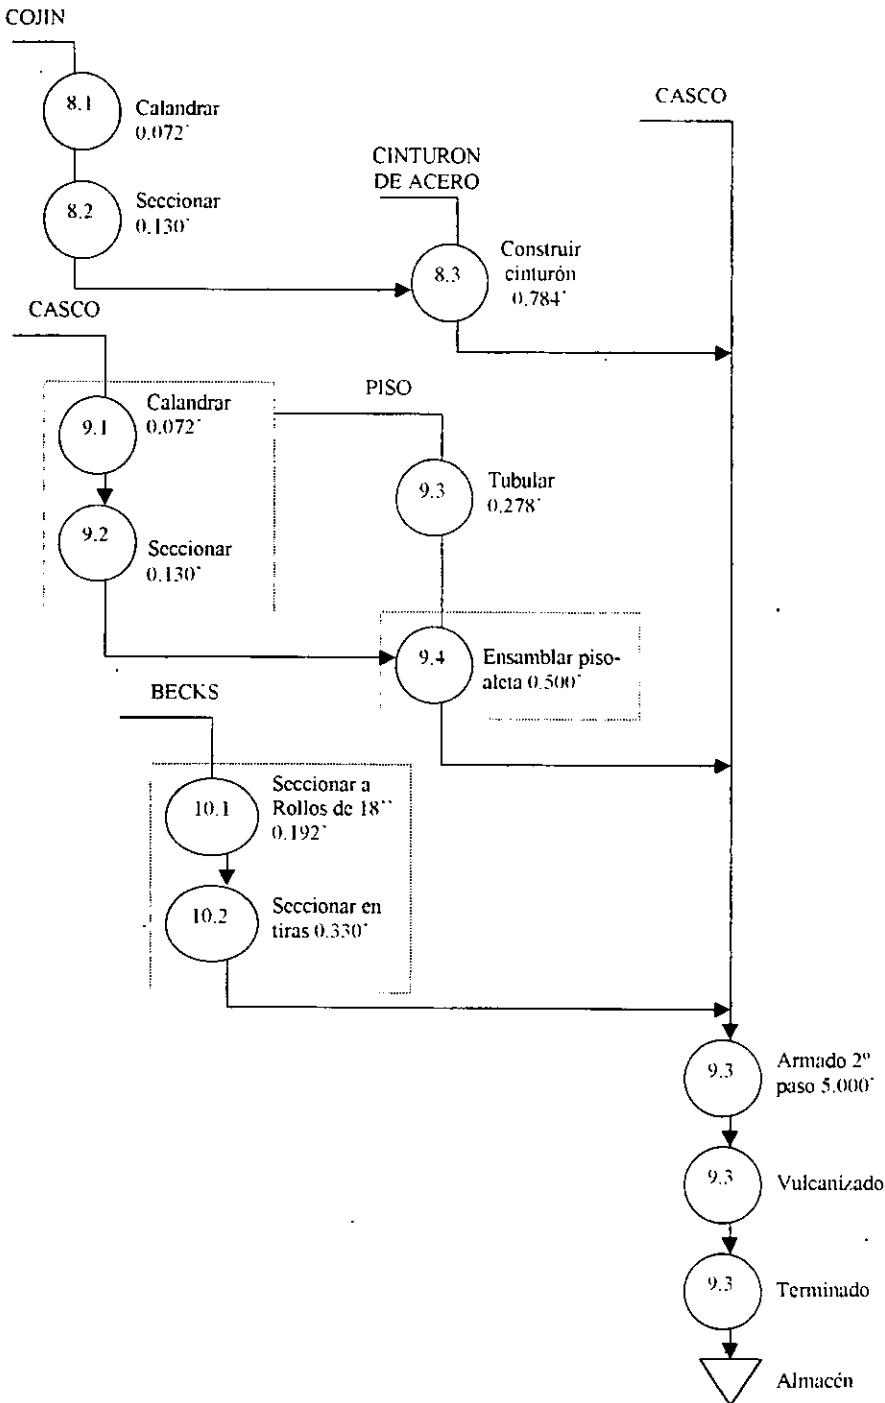 COJIN
8.1
Calandrar
0.072'
8.2
Seccionar
0.130'
CASCO
CINTURON
DE ACERO
8.3
Construir
cinturón
0.784'
CASCO
9.1
Calandrar
0.072'
9.2
Seccionar
0.130'
PISO
9.3
Tubular
0.278'
9.4
Ensamblar piso-
aleta 0.500'
BECKS
10.1
Seccionar a
Rollos de 18''
0.192'
10.2
Seccionar en
tiras 0.330'
9.3
Armado 2º
paso 5.000'
9.3
Vulcanizado
9.3
Terminado
Almacén